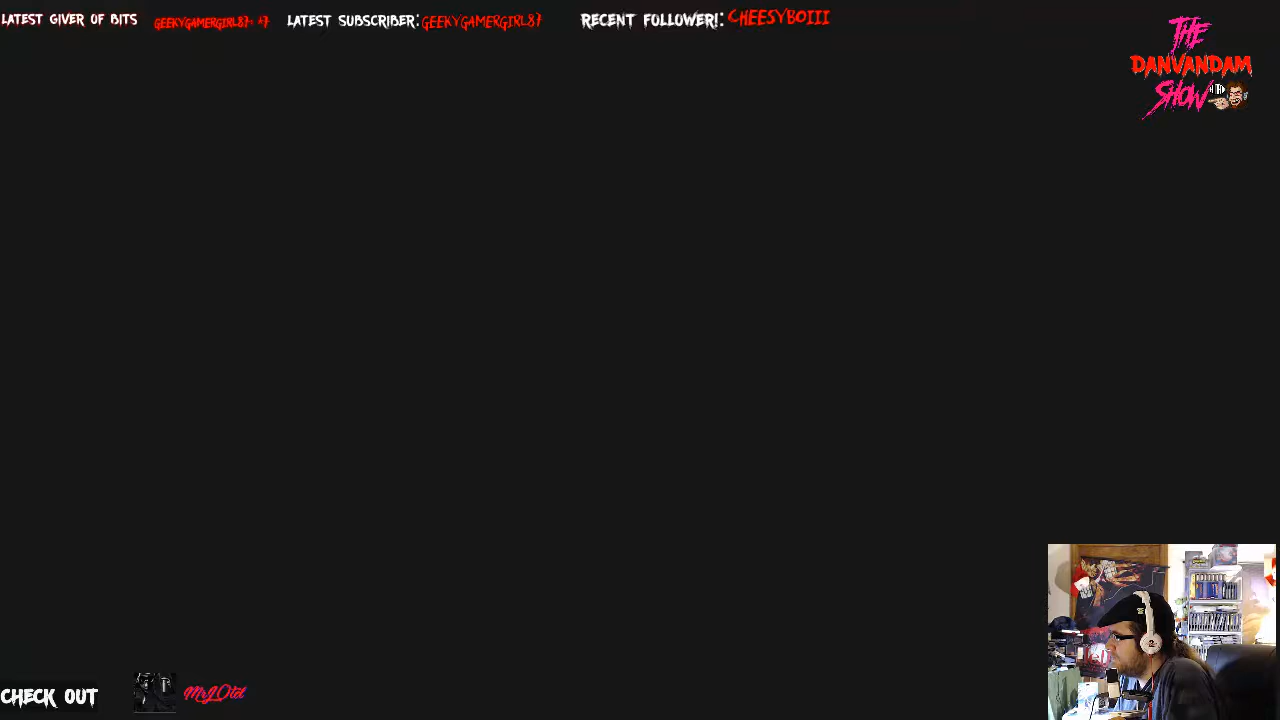 LATEST GIVER OF BITS GEEKYGAMERGIRL87: LATEST SUBSCRIBER: GEEKYGAMERGIRL87 RECENT FOLLOWER!: CHEESYBOIII
THE
DANVANDAM
SHOW
CHECK OUT